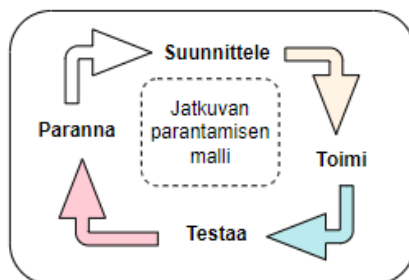 Suunnittele
Jatkuvan
parantamisen
malli
Paranna
Toimi
Testaa